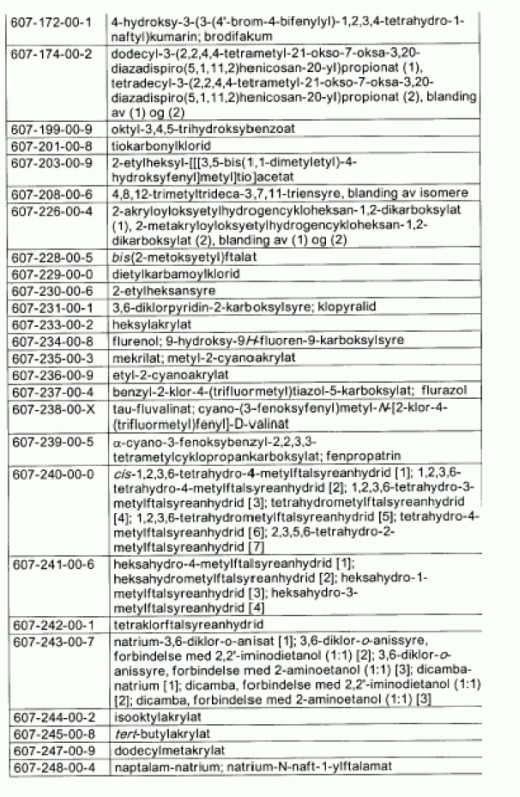 607-172-00-1 4-hydroksy-3-(3-(4'-brom-4-bifenylyl)-1,2,3,4-tetrahydro-1-
naftyl)kumarin; brodifakum
607-174-00-2 dodecyl-3-(2,2,4,4-tetrametyl-21-okso-7-oksa-3,20-
diazadispiro(5,1,11,2)henicosan-20-yl)propionat (1),
tetradecyl-3-(2,2,4,4-tetrametyl-21-okso-7-oksa-3,20-
diazadispiro(5,1,11,2)henicosan-20-yl)propionat (2), blanding
av (1) og (2)
607-199-00-9 oktyl-3,4,5-trihydroksybenzoat
607-201-00-8 tiokarbonylklorid
607-203-00-9 2-etylheksyl-[[[3,5-bis(1,1-dimetyletyl)-4-
hydroksyfenyl]metyl]tio]acetat
607-208-00-6 4,8,12-trimetyltrideca-3,7,11-triensyre, blanding av isomere
607-226-00-4 2-akryloyloksyetylhydrogencykloheksan-1,2-dikarboksylat
(1), 2-metakryloyloksyetylhydrogencykloheksan-1,2-
dikarboksylat (2), blanding av (1) og (2)
607-228-00-5 bis(2-metoksyetyl)ftalat
607-229-00-0 dietylkarbamoylklorid
607-230-00-6 2-etylheksansyre
607-231-00-1 3,6-diklorpyridin-2-karboksylsyre; klopyralid
607-233-00-2 heksylakrylat
607-234-00-8 flurenol; 9-hydroksy-9H-fluoren-9-karboksylsyre
607-235-00-3 mekrilat; metyl-2-cyanoakrylat
607-236-00-9 etyl-2-cyanoakrylat
607-237-00-4 benzyl-2-klor-4-(trifluormetyl)tiazol-5-karboksylat; flurazol
607-238-00-X tau-fluvalinat; cyano-(3-fenoksyfenyl)metyl-N-[2-klor-4-
(trifluormetyl)fenyl]-D-valinat
607-239-00-5 α-cyano-3-fenoksybenzyl-2,2,3,3-
tetrametylcyklopropankarboksylat; fenpropatrin
607-240-00-0 cis-1,2,3,6-tetrahydro-4-metylftalsyreanhydrid [1]; 1,2,3,6-
tetrahydro-4-metylftalsyreanhydrid [2]; 1,2,3,6-tetrahydro-3-
metylftalsyreanhydrid [3]; tetrahydrometylftalsyreanhydrid
[4]; 1,2,3,6-tetrahydrometylftalsyreanhydrid [5]; tetrahydro-4-
metylftalsyreanhydrid [6]; 2,3,5,6-tetrahydro-2-
metylftalsyreanhydrid [7]
607-241-00-6 heksahydro-4-metylftalsyreanhydrid [1];
heksahydrometylftalsyreanhydrid [2]; heksahydro-1-
metylftalsyreanhydrid [3]; heksahydro-3-
metylftalsyreanhydrid [4]
607-242-00-1 tetraklorftalsyreanhydrid
607-243-00-7 natrium-3,6-diklor-o-anisat [1]; 3,6-diklor-o-anissyre,
forbindelse med 2,2'-iminodietanol (1:1) [2]; 3,6-diklor-o-
anissyre, forbindelse med 2-aminoetanol (1:1) [3]; dicamba-
natrium [1]; dicamba, forbindelse med 2,2'-iminodietanol (1:1)
[2]; dicamba, forbindelse med 2-aminoetanol (1:1) [3]
607-244-00-2 isooktylakrylat
607-245-00-8 tert-butylakrylat
607-247-00-9 dodecylmetakrylat
607-248-00-4 naptalam-natrium; natrium-N-naft-1-ylftalamat